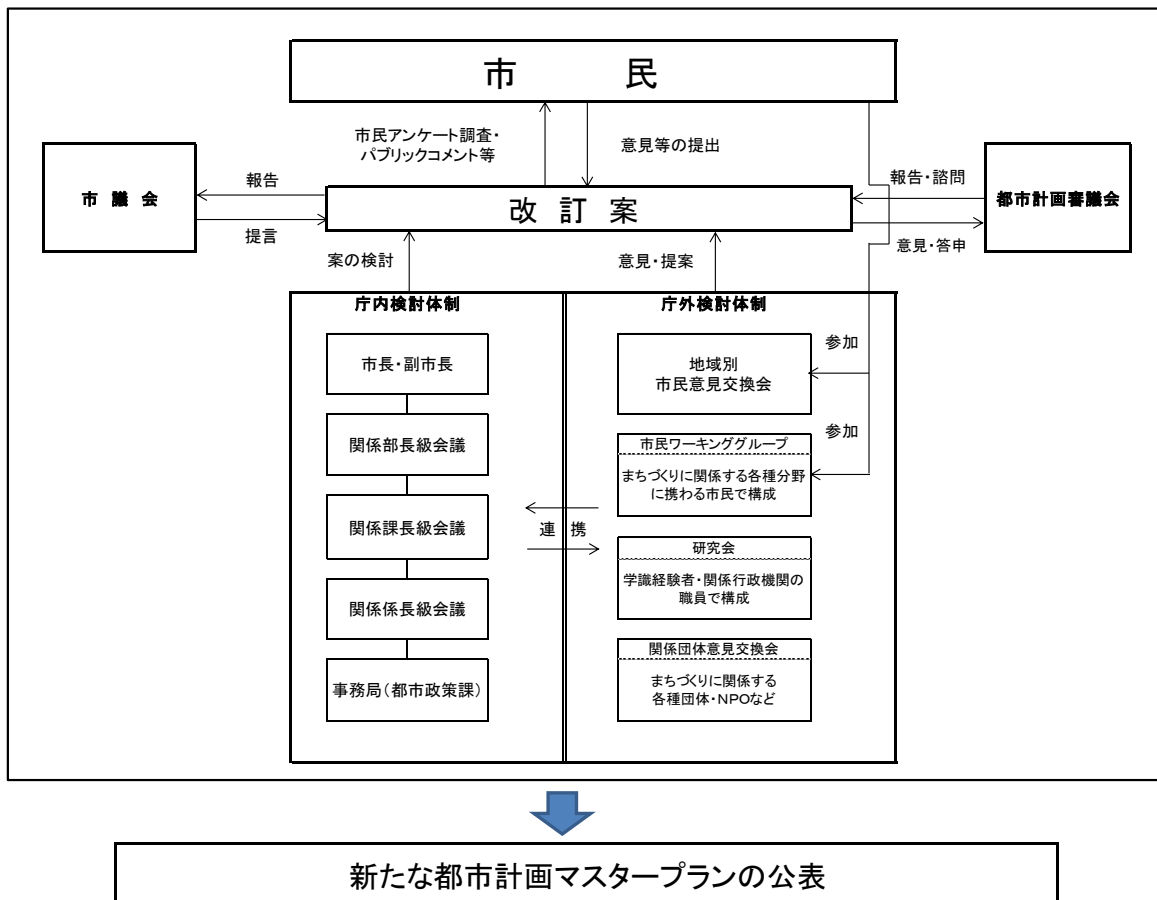 市　　　民
市民アンケート調査・
パブリックコメント等
意見等の提出
市　議　会
報告
提言
改　訂　案
報告・諮問
意見・答申
都市計画審議会
案の検討
意見・提案
庁内検討体制
市長・副市長
関係部長級会議
関係課長級会議
関係係長級会議
事務局（都市政策課）
連　携
庁外検討体制
地域別
市民意見交換会
参加
市民ワーキンググループ
まちづくりに関係する各種分野
に携わる市民で構成
参加
研究会
学識経験者・関係行政機関の
職員で構成
関係団体意見交換会
まちづくりに関係する
各種団体・NPOなど
新たな都市計画マスタープランの公表